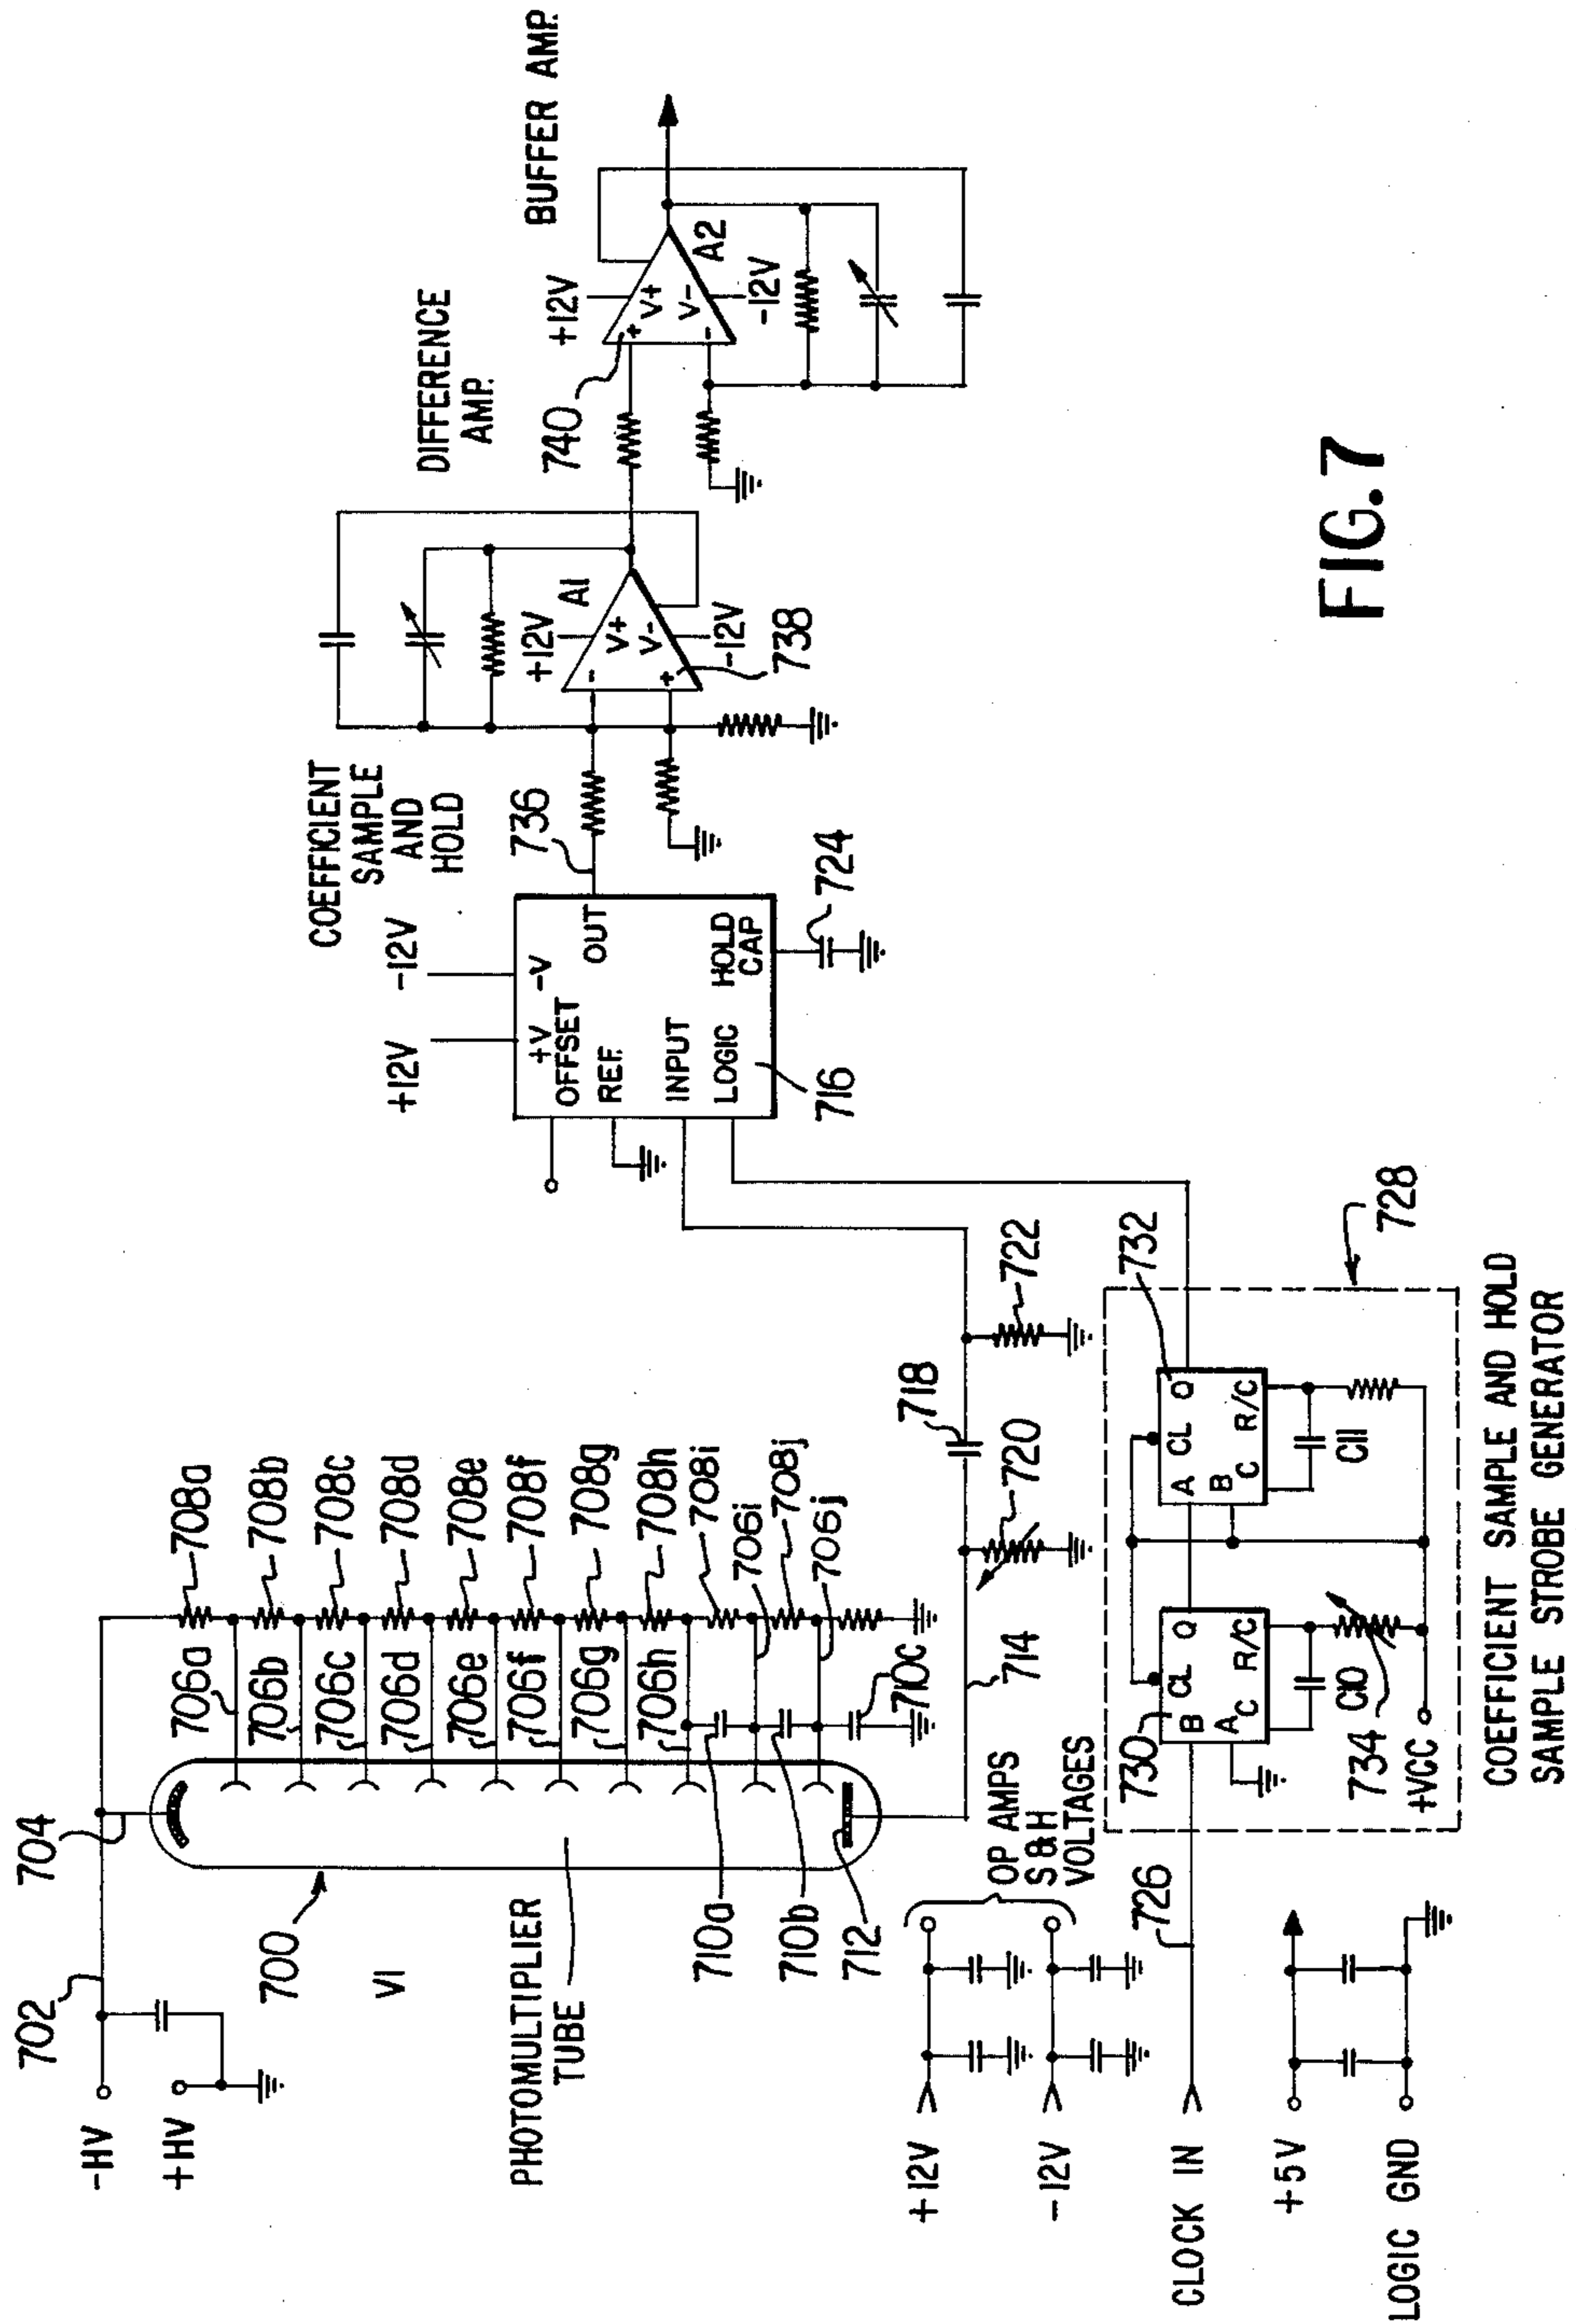 -HV
+HV
702
704
700
V1
PHOTOMULTIPLIER
TUBE
706a
706b
706c
706d
706e
706f
706g
706h
706i
706j
708a
708b
708c
708d
708e
708f
708g
708h
708i
708j
710a
710b
710c
712
714
718
720
722
+12V
-12V
OP AMPS
S&H
VOLTAGES
CLOCK IN
726
+5V
LOGIC GND
730
B
CL
Q
A
C
R/C
C10
734
+VCC
732
A
CL
Q
B
C
R/C
C11
728
COEFFICIENT SAMPLE AND HOLD
SAMPLE STROBE GENERATOR
+12V
-12V
+V
-V
OFFSET
REF.
OUT
INPUT
LOGIC
HOLD
CAP
716
724
COEFFICIENT
SAMPLE
AND
HOLD
736
+12V
A1
-
V+
V-
+
-12V
738
DIFFERENCE
AMP.
740
+12V
+
V+
V-
-
A2
-12V
BUFFER AMP.
FIG.7